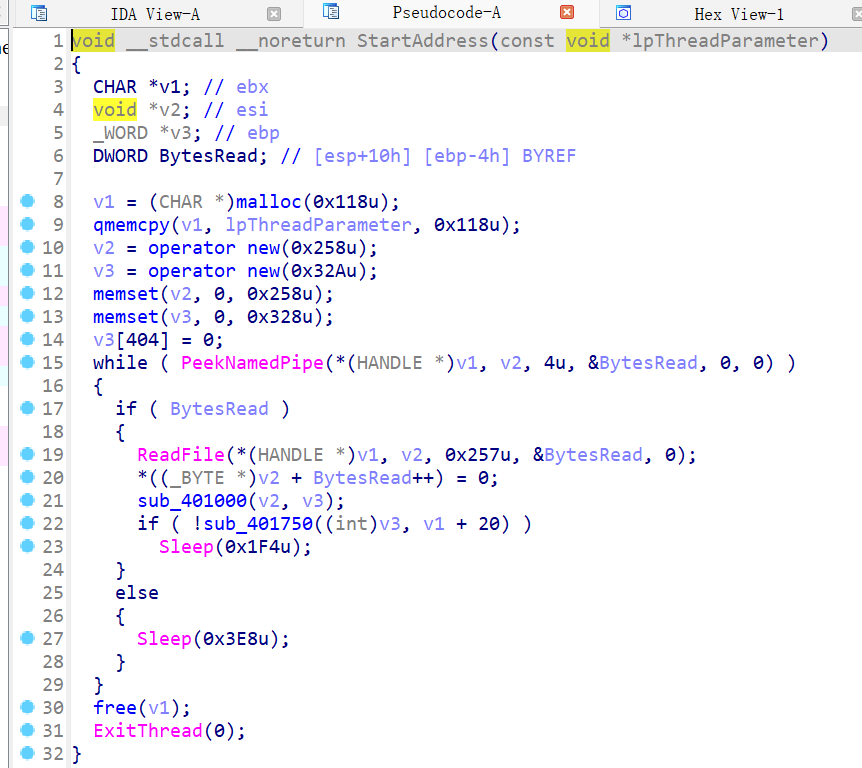 IDA View-A Pseudocode-A Hex View-1
1 void __stdcall __noreturn StartAddress(const void *lpThreadParameter)
2 {
3   CHAR *v1; // ebx
4   void *v2; // esi
5   _WORD *v3; // ebp
6   DWORD BytesRead; // [esp+10h] [ebp-4h] BYREF
7
8   v1 = (CHAR *)malloc(0x118u);
9   qmemcpy(v1, lpThreadParameter, 0x118u);
10   v2 = operator new(0x258u);
11   v3 = operator new(0x32Au);
12   memset(v2, 0, 0x258u);
13   memset(v3, 0, 0x328u);
14   v3[404] = 0;
15   while ( PeekNamedPipe(*(HANDLE *)v1, v2, 4u, &BytesRead, 0, 0) )
16   {
17     if ( BytesRead )
18     {
19       ReadFile(*(HANDLE *)v1, v2, 0x257u, &BytesRead, 0);
20       *((_BYTE *)v2 + BytesRead++) = 0;
21       sub_401000(v2, v3);
22       if ( !sub_401750((int)v3, v1 + 20) )
23         Sleep(0x1F4u);
24     }
25     else
26     {
27       Sleep(0x3E8u);
28     }
29   }
30   free(v1);
31   ExitThread(0);
32 }